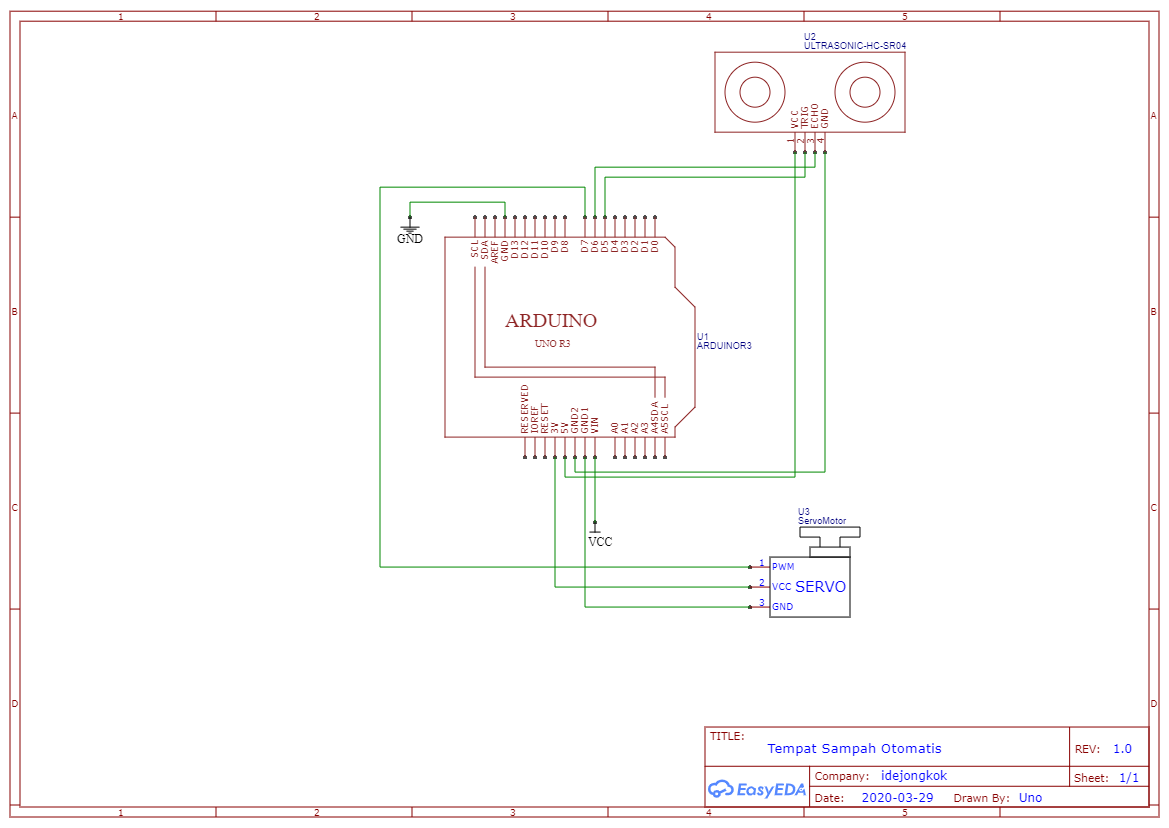 1 2 3 4 5
A
B
C
D
A
B
C
D
U2
ULTRASONIC-HC-SR04
VCC
TRIG
ECHO
GND
1
2
3
4
GND
SCL
SDA
AREF
GND
D13
D12
D11
D10
D9
D8
D7
D6
D5
D4
D3
D2
D1
D0
ARDUINO
UNO R3
U1
ARDUINOR3
RESERVED
IOREF
RESET
3V
5V
GND2
GND1
VIN
A0
A1
A2
A3
A4SDA
A5SCL
VCC
U3
ServoMotor
1 PWM
2 VCC SERVO
3 GND
TITLE:
Tempat Sampah Otomatis
REV: 1.0
EasyEDA
Company: idejongkok
Sheet: 1/1
Date: 2020-03-29 Drawn By: Uno
1 2 3 4 5